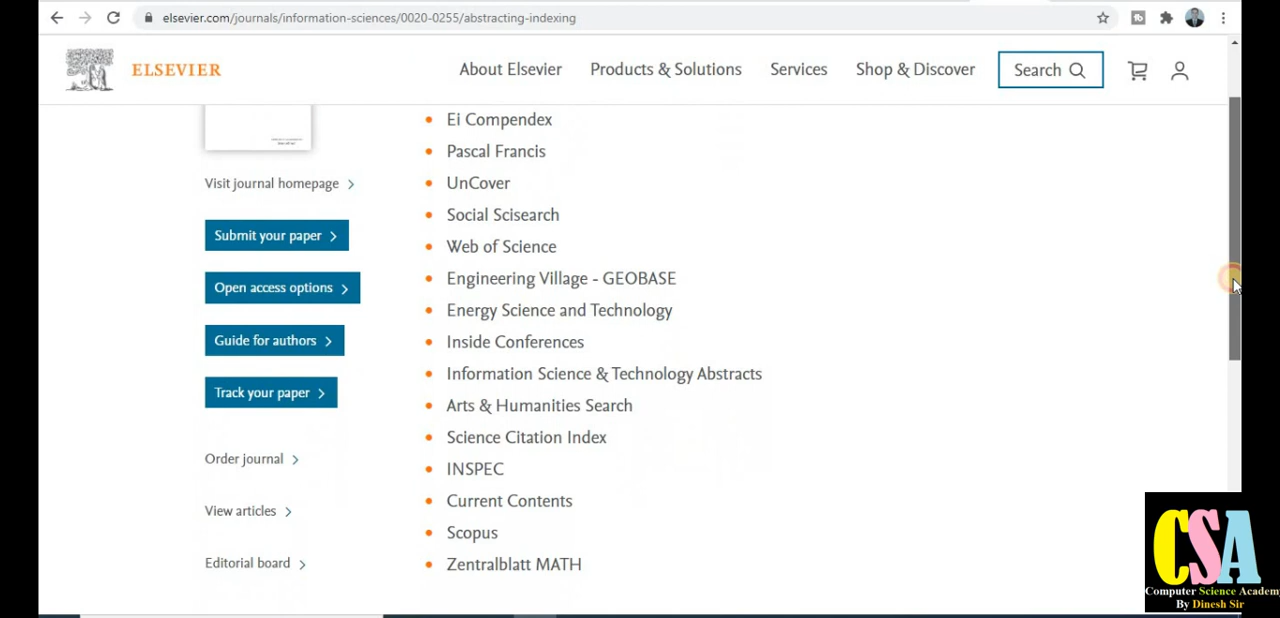 elsevier.com/journals/information-sciences/0020-0255/abstracting-indexing
ELSEVIER
About Elsevier
Products & Solutions
Services
Shop & Discover
Search
Visit journal homepage
Submit your paper
Open access options
Guide for authors
Track your paper
Order journal
View articles
Editorial board
Ei Compendex
Pascal Francis
UnCover
Social Scisearch
Web of Science
Engineering Village - GEOBASE
Energy Science and Technology
Inside Conferences
Information Science & Technology Abstracts
Arts & Humanities Search
Science Citation Index
INSPEC
Current Contents
Scopus
Zentralblatt MATH
CSA
Computer Science Academy
By Dinesh Sir